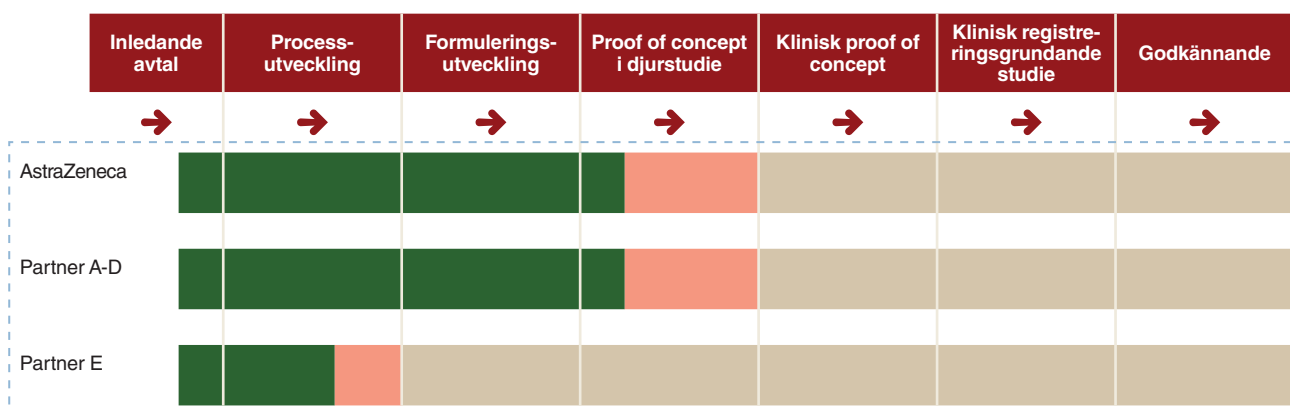 Inledande
avtal
Process-
utveckling
Formulerings-
utveckling
Proof of concept
i djurstudie
Klinisk proof of
concept
Klinisk registre-
ringsgrundande
studie
Godkännande
AstraZeneca
Partner A-D
Partner E